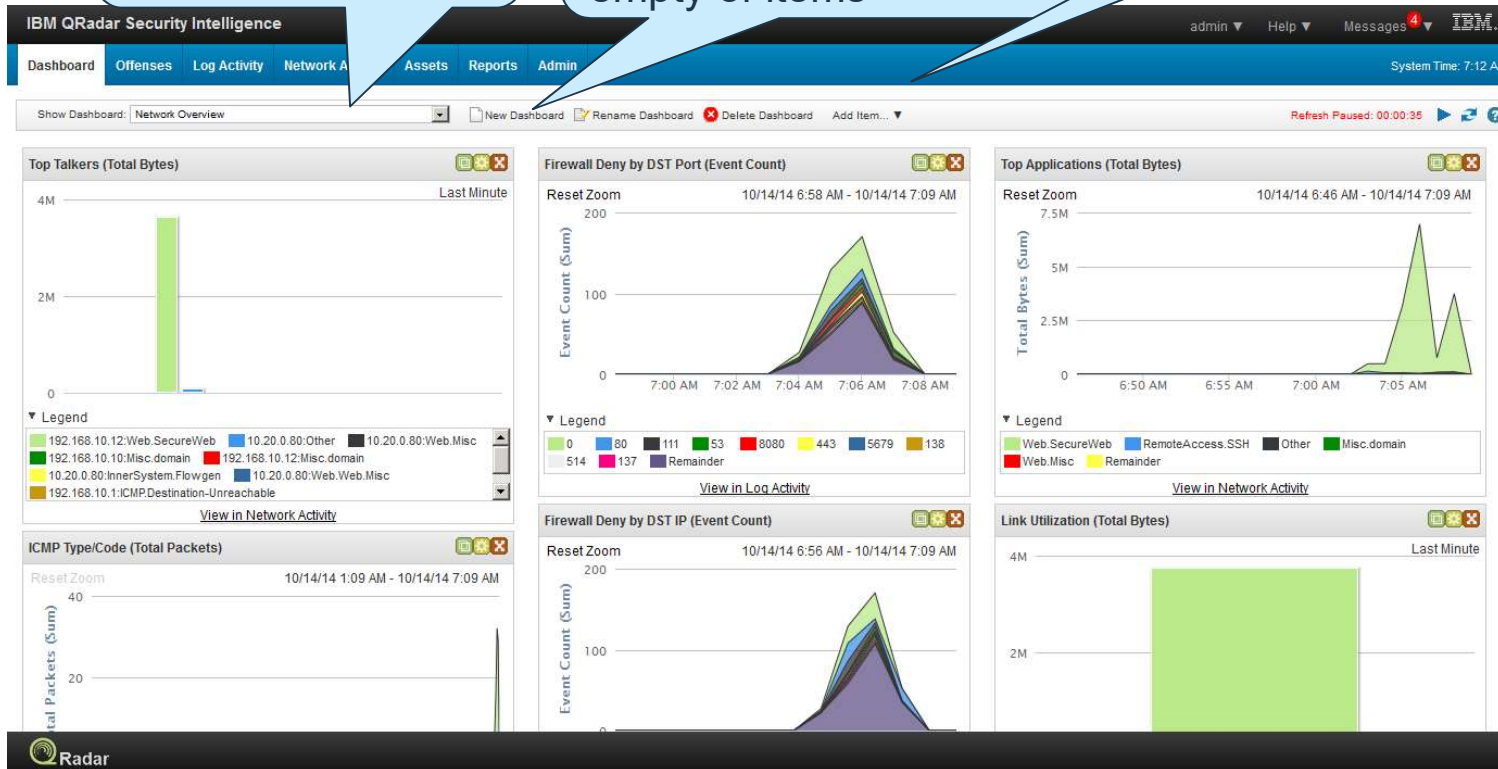 empty of items
IBM QRadar Security Intelligence
admin ▼ Help ▼ Messages 4 ▼ IBM.
Dashboard Offenses Log Activity Network A Assets Reports Admin
System Time: 7:12 A
Show Dashboard: Network Overview
New Dashboard Rename Dashboard Delete Dashboard Add Item... ▼
Refresh Paused: 00:00:35
Top Talkers (Total Bytes)
Last Minute
4M
2M
0
▼ Legend
192.168.10.12:Web.SecureWeb 10.20.0.80:Other 10.20.0.80:Web.Misc
192.168.10.10:Misc.domain 192.168.10.12:Misc.domain
10.20.0.80:InnerSystem.Flowgen 10.20.0.80:Web.Web.Misc
192.168.10.1:ICMP.Destination-Unreachable
View in Network Activity
ICMP Type/Code (Total Packets)
Reset Zoom 10/14/14 1:09 AM - 10/14/14 7:09 AM
40
20
tal Packets (Sum)
Firewall Deny by DST Port (Event Count)
Reset Zoom 10/14/14 6:58 AM - 10/14/14 7:09 AM
200
100
0
Event Count (Sum)
7:00 AM 7:02 AM 7:04 AM 7:06 AM 7:08 AM
▼ Legend
0 80 111 53 8080 443 5679 138
514 137 Remainder
View in Log Activity
Firewall Deny by DST IP (Event Count)
Reset Zoom 10/14/14 6:56 AM - 10/14/14 7:09 AM
200
100
0
Event Count (Sum)
Top Applications (Total Bytes)
Reset Zoom 10/14/14 6:46 AM - 10/14/14 7:09 AM
7.5M
5M
2.5M
0
Total Bytes (Sum)
6:50 AM 6:55 AM 7:00 AM 7:05 AM
▼ Legend
Web.SecureWeb RemoteAccess.SSH Other Misc.domain
Web.Misc Remainder
View in Network Activity
Link Utilization (Total Bytes)
Last Minute
4M
2M
QRadar